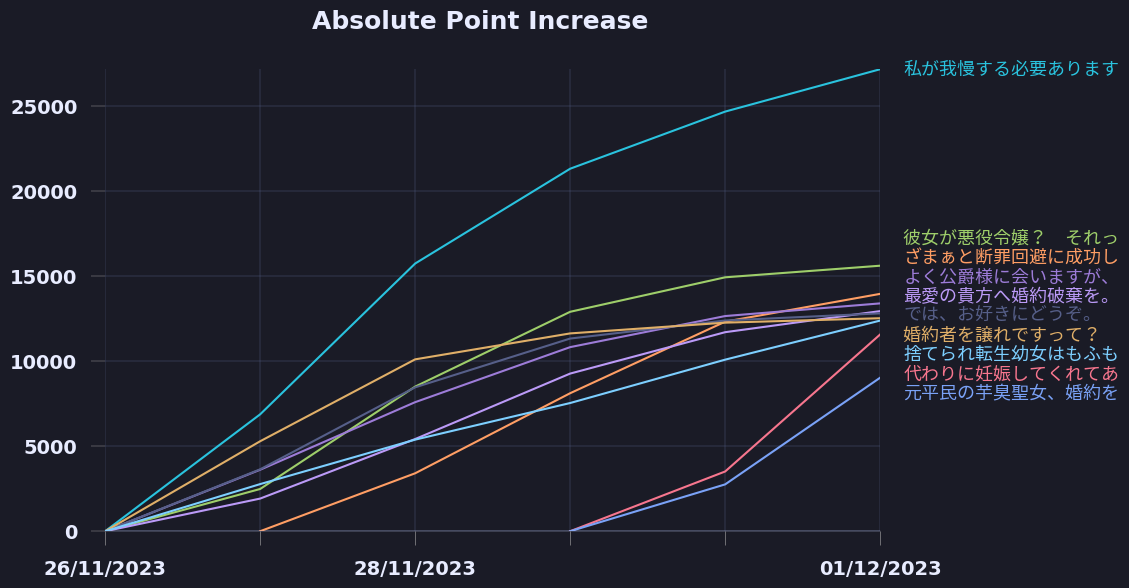 Absolute Point Increase
私が我慢する必要あります
25000
20000
彼女が悪役令嬢？　それっ
ざまぁと断罪回避に成功し
よく公爵様に会いますが、
最愛の貴方へ婚約破棄を。
では、お好きにどうぞ。
婚約者を譲れですって？
捨てられ転生幼女はもふも
代わりに妊娠してくれてあ
元平民の芋臭聖女、婚約を
15000
10000
5000
0
26/11/2023
28/11/2023
01/12/2023